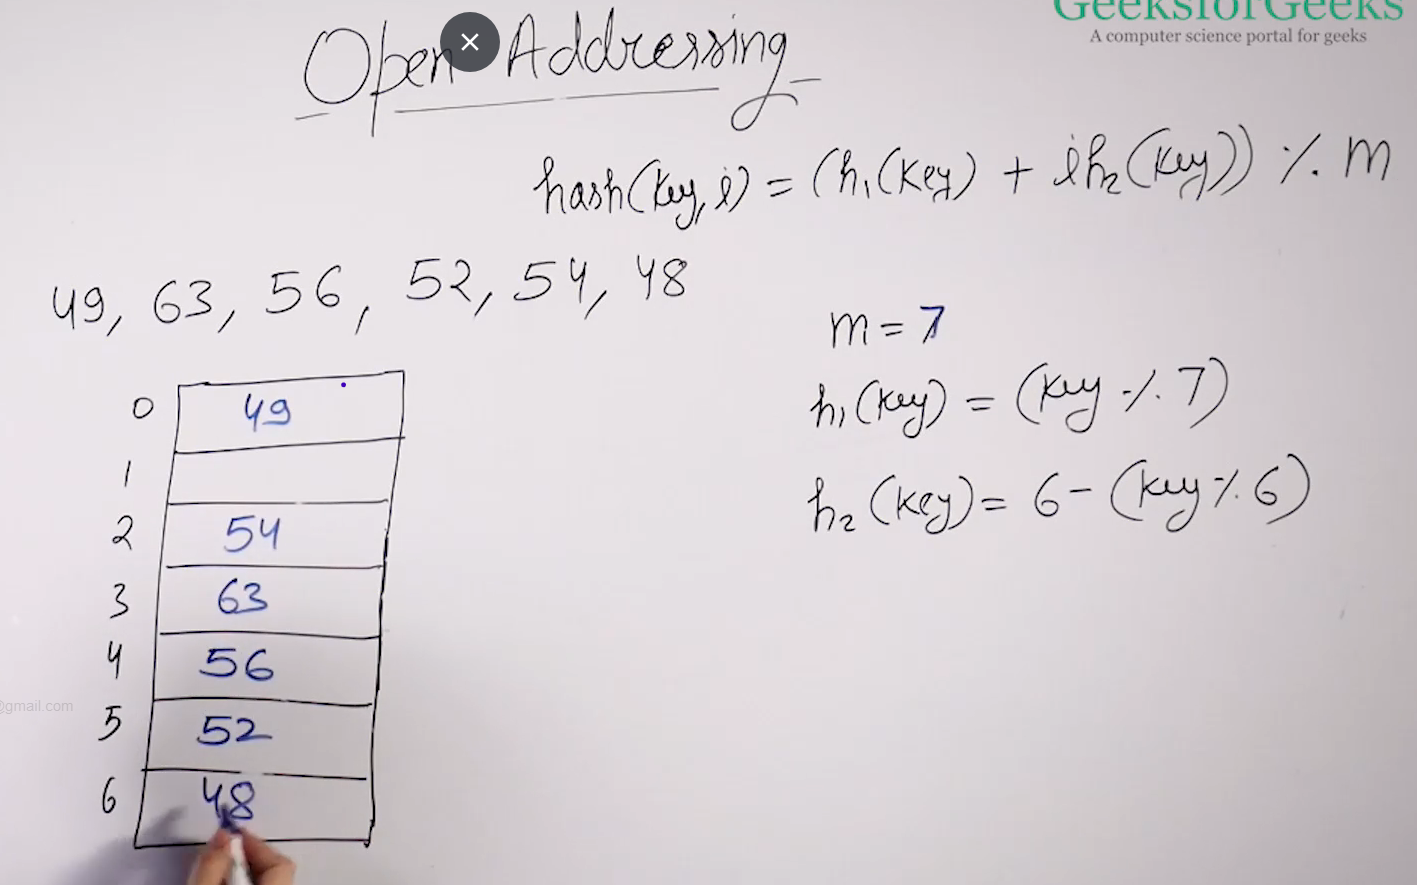 GeeksforGeeks
A computer science portal for geeks
Open Addressing
hash(key, i) = (h₁(key) + ih₂(key)) % m
49, 63, 56, 52, 54, 48
m = 7
h₁(key) = (key % 7)
h₂(key) = 6 - (key % 6)
0 49
1
2 54
3 63
4 56
5 52
6 48
@gmail.com